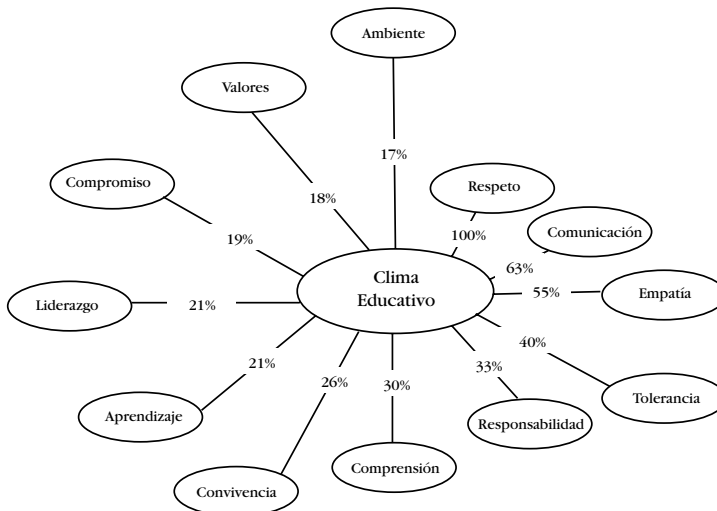 Ambiente
Valores
17%
Compromiso
Respeto
18%
100%
Comunicación
19%
63%
Clima
Educativo
55%
Empatía
Liderazgo
21%
40%
21%
26%
30%
33%
Tolerancia
Aprendizaje
Responsabilidad
Comprensión
Convivencia